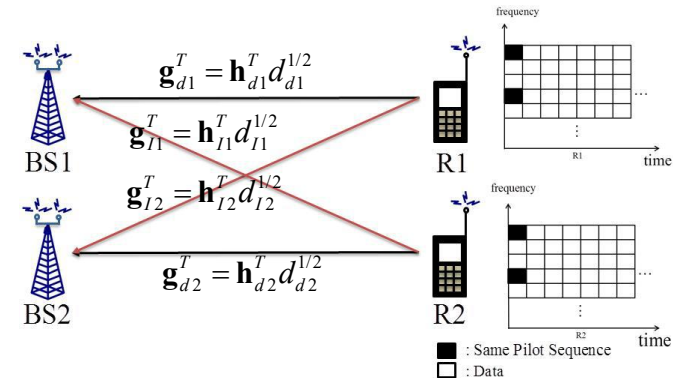 frequency
g_{d1}^T = h_{d1}^T d_{d1}^{1/2}
...
g_{I1}^T = h_{I1}^T d_{I1}^{1/2}
⋮
BS1
R1
R1
time
g_{I2}^T = h_{I2}^T d_{I2}^{1/2}
frequency
...
g_{d2}^T = h_{d2}^T d_{d2}^{1/2}
⋮
BS2
R2
R2
time
: Same Pilot Sequence
: Data